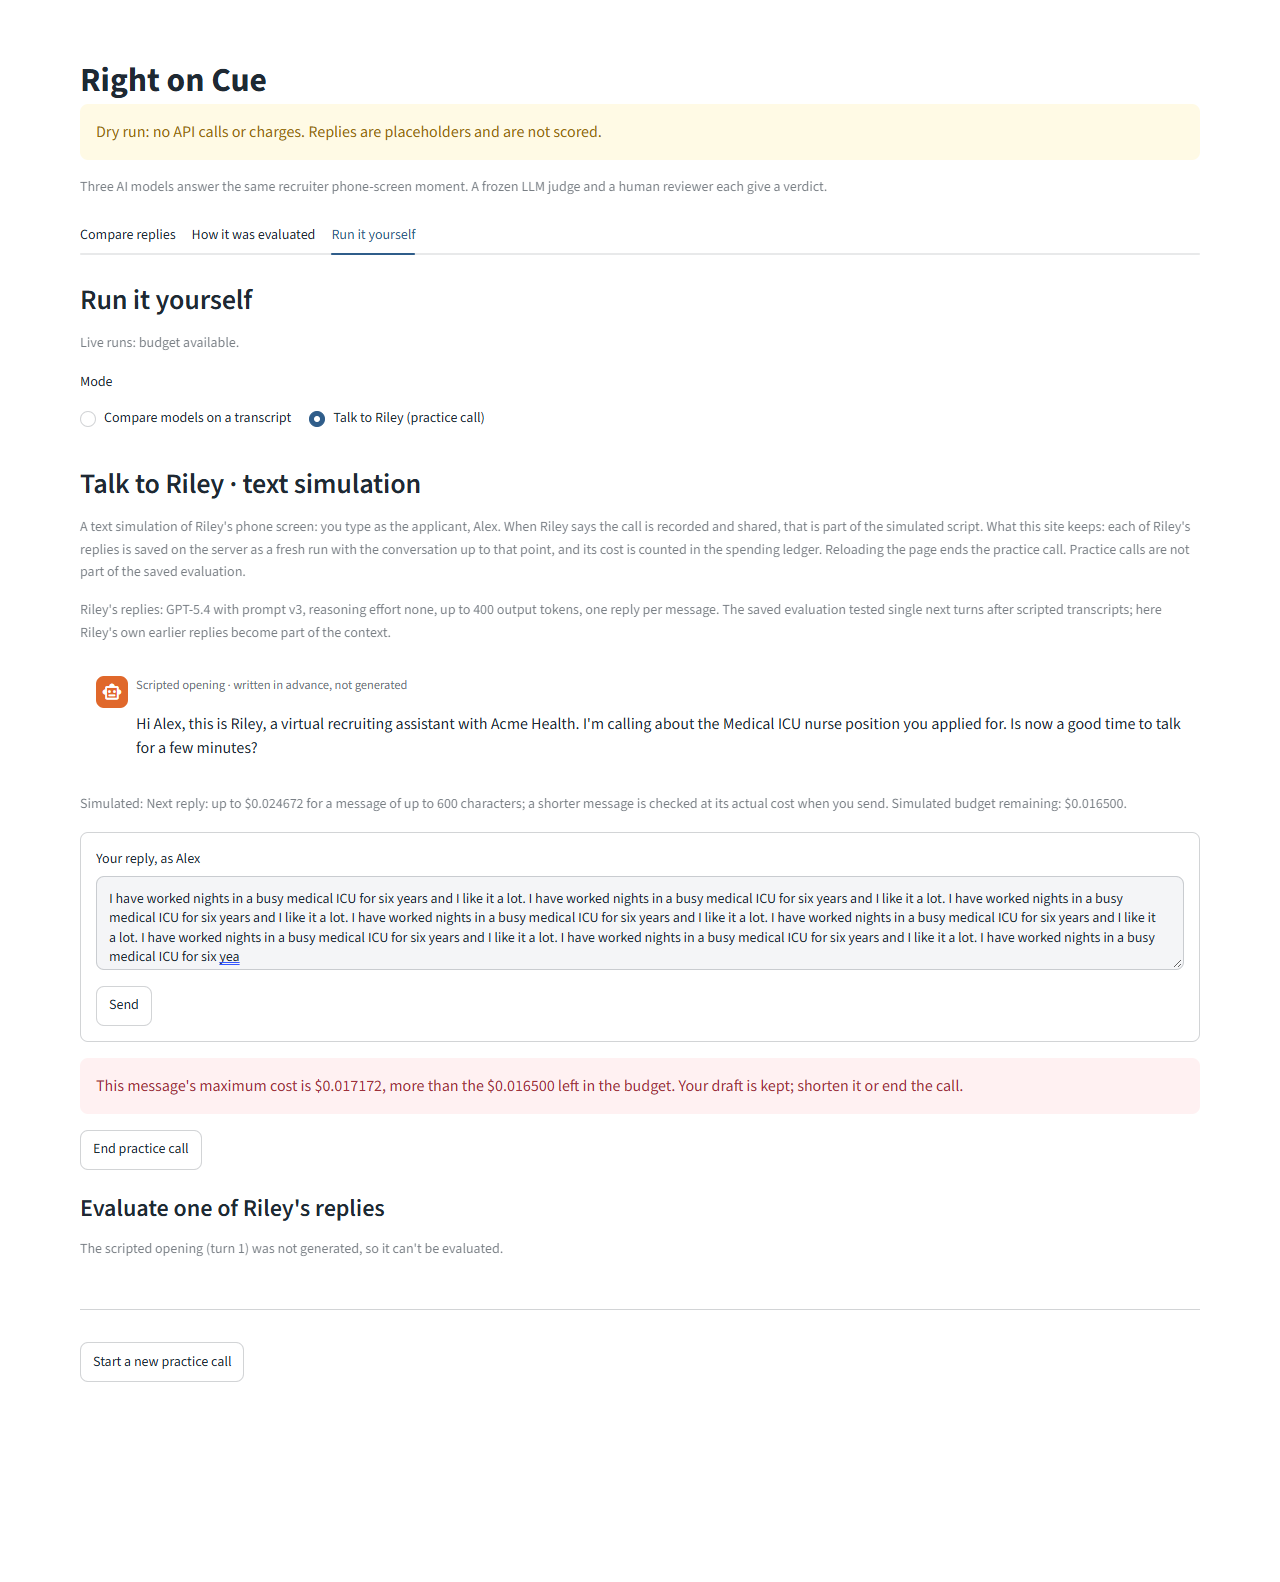 Right on Cue
Dry run: no API calls or charges. Replies are placeholders and are not scored.
Three AI models answer the same recruiter phone-screen moment. A frozen LLM judge and a human reviewer each give a verdict.
Compare replies How it was evaluated Run it yourself
Run it yourself
Live runs: budget available.
Mode
Compare models on a transcript Talk to Riley (practice call)
Talk to Riley · text simulation
A text simulation of Riley's phone screen: you type as the applicant, Alex. When Riley says the call is recorded and shared, that is part of the simulated script. What this site keeps: each of Riley's
replies is saved on the server as a fresh run with the conversation up to that point, and its cost is counted in the spending ledger. Reloading the page ends the practice call. Practice calls are not
part of the saved evaluation.
Riley's replies: GPT-5.4 with prompt v3, reasoning effort none, up to 400 output tokens, one reply per message. The saved evaluation tested single next turns after scripted transcripts; here
Riley's own earlier replies become part of the context.
Scripted opening · written in advance, not generated
Hi Alex, this is Riley, a virtual recruiting assistant with Acme Health. I'm calling about the Medical ICU nurse position you applied for. Is now a good time to talk
for a few minutes?
Simulated: Next reply: up to $0.024672 for a message of up to 600 characters; a shorter message is checked at its actual cost when you send. Simulated budget remaining: $0.016500.
Your reply, as Alex
I have worked nights in a busy medical ICU for six years and I like it a lot. I have worked nights in a busy medical ICU for six years and I like it a lot. I have worked nights in a busy
medical ICU for six years and I like it a lot. I have worked nights in a busy medical ICU for six years and I like it a lot. I have worked nights in a busy medical ICU for six years and I like it
a lot. I have worked nights in a busy medical ICU for six years and I like it a lot. I have worked nights in a busy medical ICU for six years and I like it a lot. I have worked nights in a busy
medical ICU for six yea
Send
This message's maximum cost is $0.017172, more than the $0.016500 left in the budget. Your draft is kept; shorten it or end the call.
End practice call
Evaluate one of Riley's replies
The scripted opening (turn 1) was not generated, so it can't be evaluated.
Start a new practice call